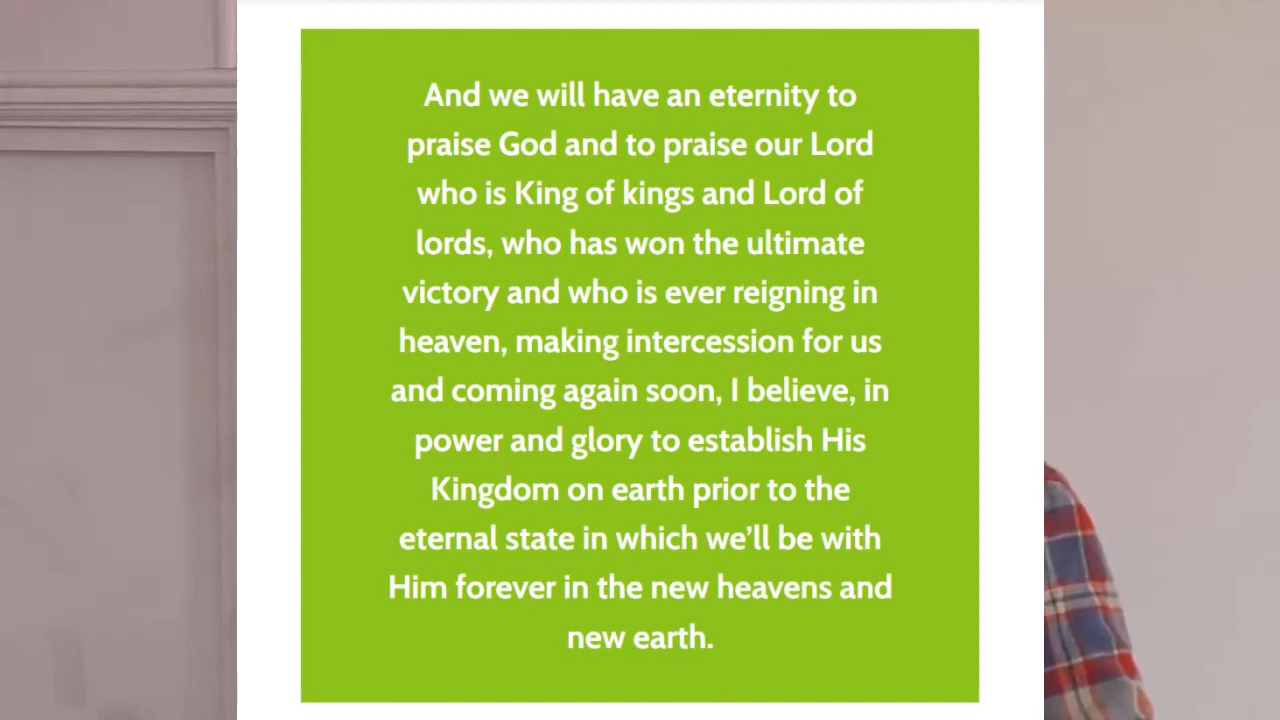 And we will have an eternity to
praise God and to praise our Lord
who is King of kings and Lord of
lords, who has won the ultimate
victory and who is ever reigning in
heaven, making intercession for us
and coming again soon, I believe, in
power and glory to establish His
Kingdom on earth prior to the
eternal state in which we’ll be with
Him forever in the new heavens and
new earth.